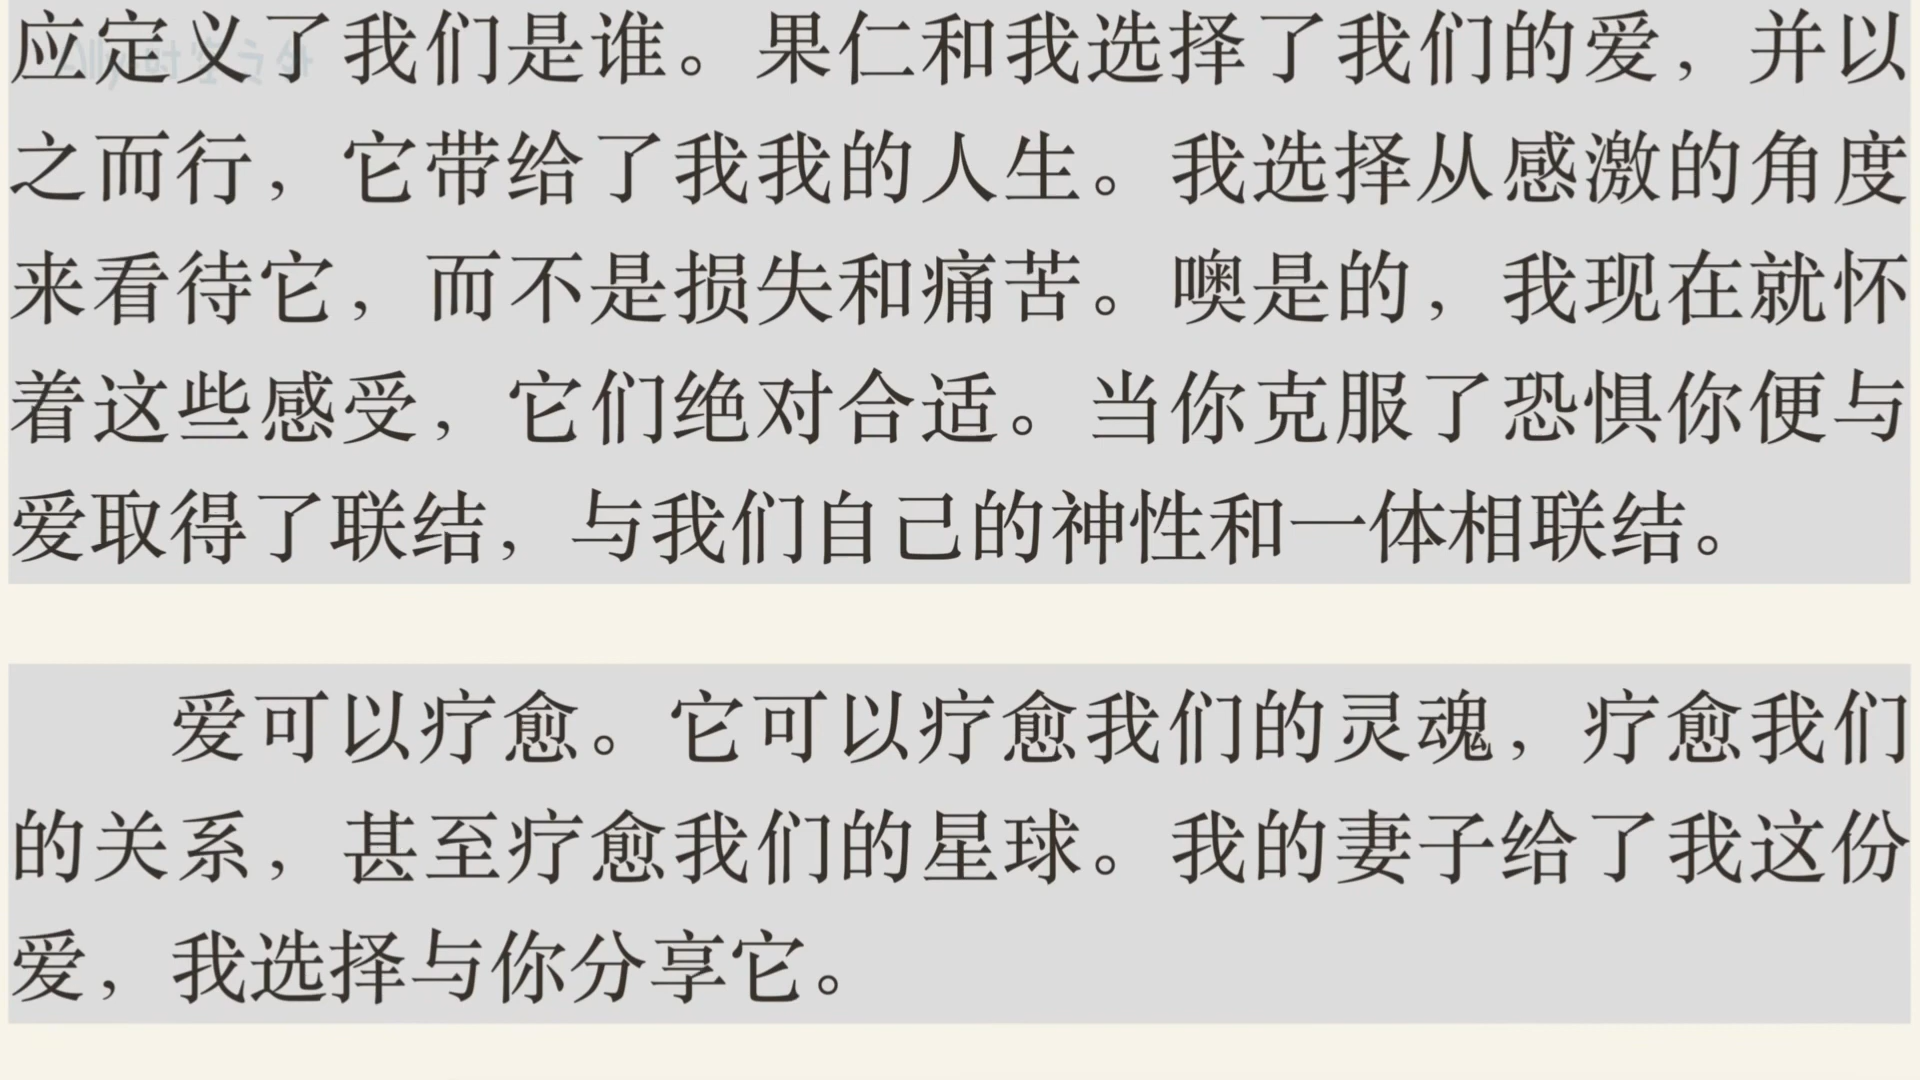 应定义了我们是谁。果仁和我选择了我们的爱，并以
之而行，它带给了我我的人生。我选择从感激的角度
来看待它，而不是损失和痛苦。噢是的，我现在就怀
着这些感受，它们绝对合适。当你克服了恐惧你便与
爱取得了联结，与我们自己的神性和一体相联结。
爱可以疗愈。它可以疗愈我们的灵魂，疗愈我们
的关系，甚至疗愈我们的星球。我的妻子给了我这份
爱，我选择与你分享它。